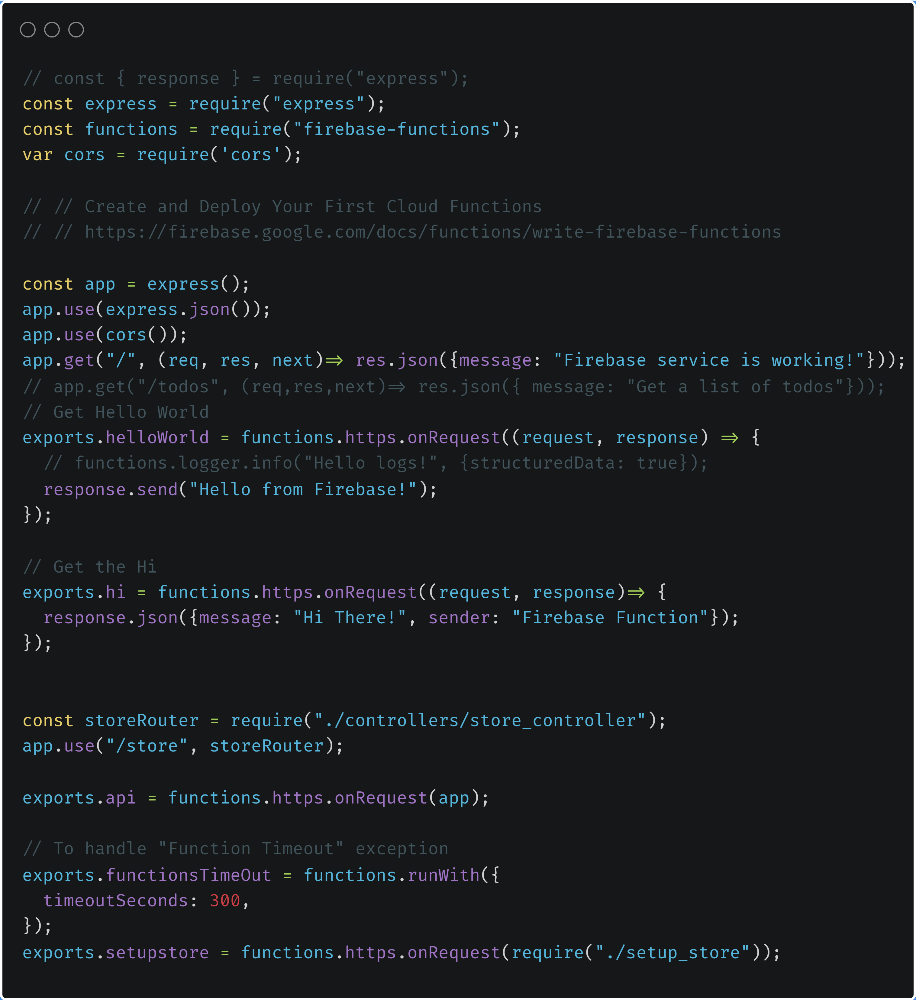 // const { response } = require("express");
const express = require("express");
const functions = require("firebase-functions");
var cors = require('cors');
// // Create and Deploy Your First Cloud Functions
// // https://firebase.google.com/docs/functions/write-firebase-functions
const app = express();
app.use(express.json());
app.use(cors());
app.get("/", (req, res, next)=> res.json({message: "Firebase service is working!"}));
// app.get("/todos", (req,res,next)=> res.json({ message: "Get a list of todos"}));
// Get Hello World
exports.helloWorld = functions.https.onRequest((request, response) => {
  // functions.logger.info("Hello logs!", {structuredData: true});
  response.send("Hello from Firebase!");
});
// Get the Hi
exports.hi = functions.https.onRequest((request, response)=> {
  response.json({message: "Hi There!", sender: "Firebase Function"});
});
const storeRouter = require("./controllers/store_controller");
app.use("/store", storeRouter);
exports.api = functions.https.onRequest(app);
// To handle "Function Timeout" exception
exports.functionsTimeOut = functions.runWith({
  timeoutSeconds: 300,
});
exports.setupstore = functions.https.onRequest(require("./setup_store"));